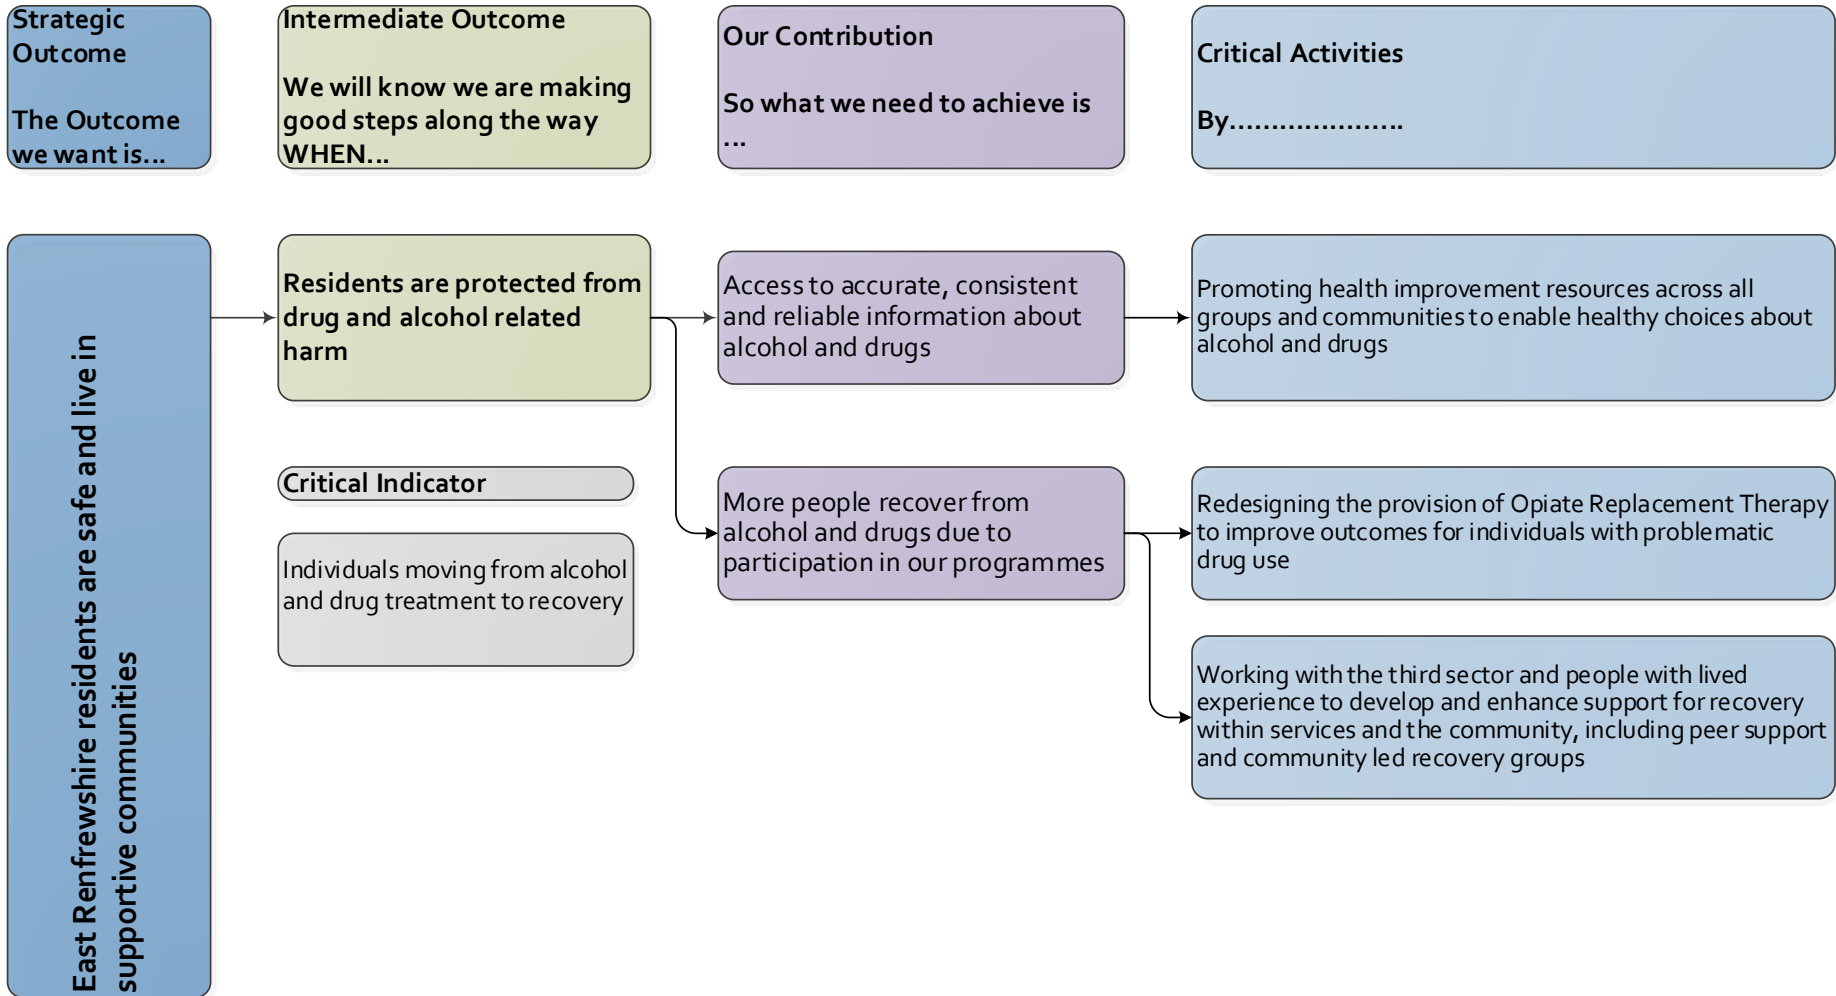 Strategic
Outcome
The Outcome
we want is...
Intermediate Outcome
We will know we are making
good steps along the way
WHEN...
Our Contribution
So what we need to achieve is
...
Critical Activities
By.....................
East Renfrewshire residents are safe and live in
supportive communities
Residents are protected from
drug and alcohol related
harm
Critical Indicator
Individuals moving from alcohol
and drug treatment to recovery
Access to accurate, consistent
and reliable information about
alcohol and drugs
More people recover from
alcohol and drugs due to
participation in our programmes
Promoting health improvement resources across all
groups and communities to enable healthy choices about
alcohol and drugs
Redesigning the provision of Opiate Replacement Therapy
to improve outcomes for individuals with problematic
drug use
Working with the third sector and people with lived
experience to develop and enhance support for recovery
within services and the community, including peer support
and community led recovery groups